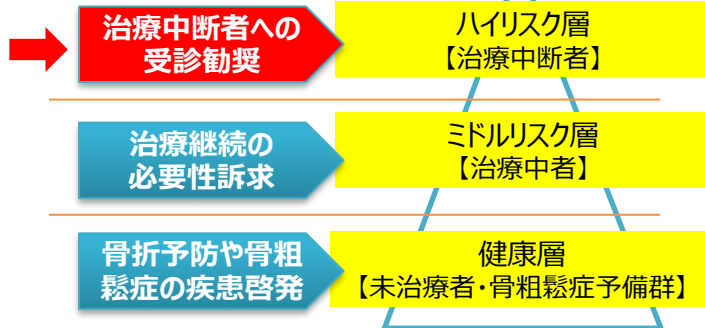 治療中断者への
受診勧奨
ハイリスク層
【治療中断者】
治療継続の
必要性訴求
ミドルリスク層
【治療中者】
骨折予防や骨粗
鬆症の疾患啓発
健康層
【未治療者・骨粗鬆症予備群】